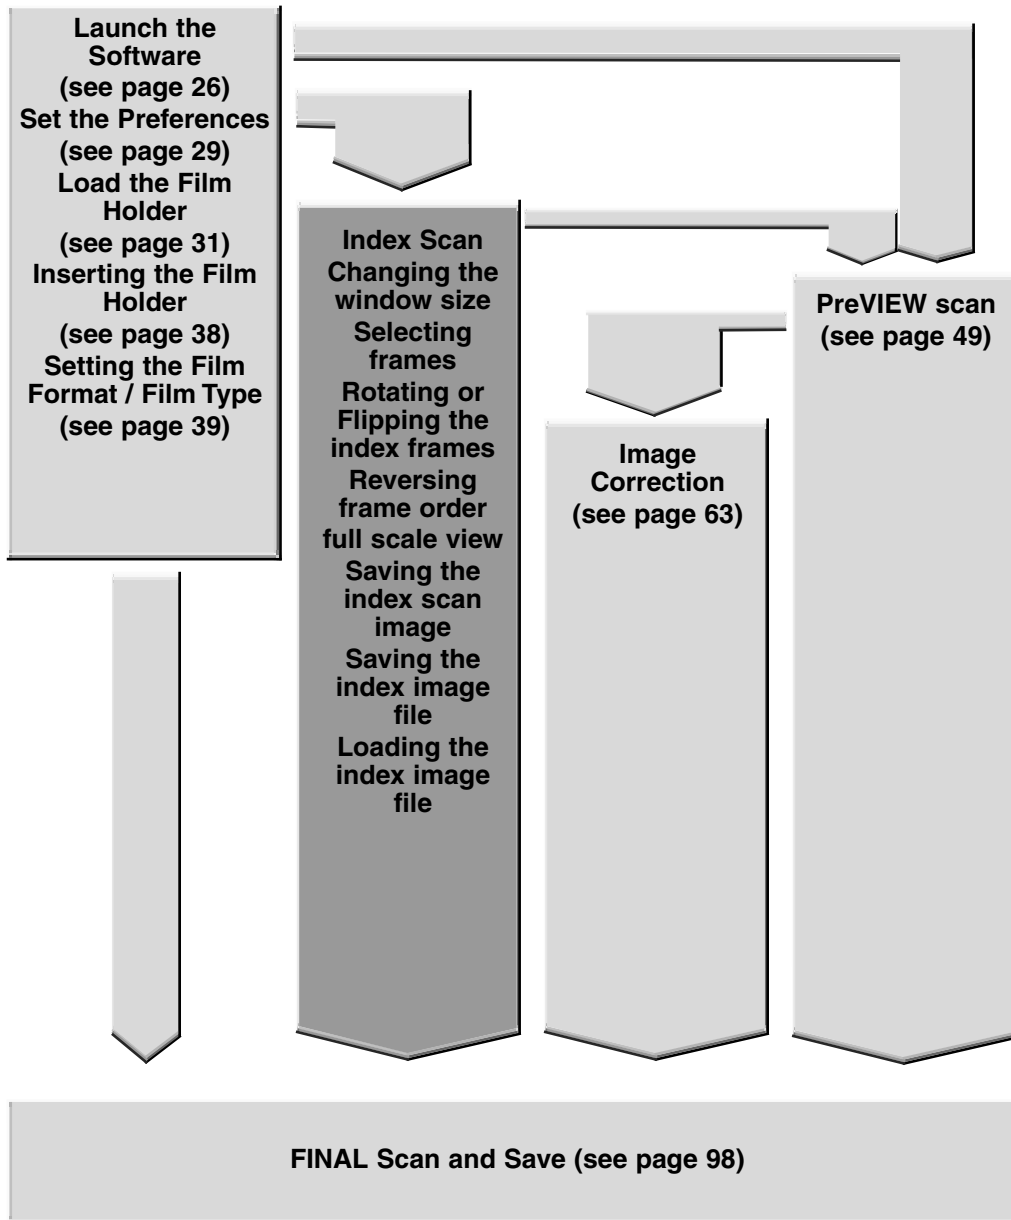 Launch the
Software
(see page 26)
Set the Preferences
(see page 29)
Load the Film
Holder
(see page 31)
Inserting the Film
Holder
(see page 38)
Setting the Film
Format / Film Type
(see page 39)
Index Scan
Changing the
window size
Selecting
frames
Rotating or
Flipping the
index frames
Reversing
frame order
full scale view
Saving the
index scan
image
Saving the
index image
file
Loading the
index image
file
Image
Correction
(see page 63)
PreVIEW scan
(see page 49)
FINAL Scan and Save (see page 98)